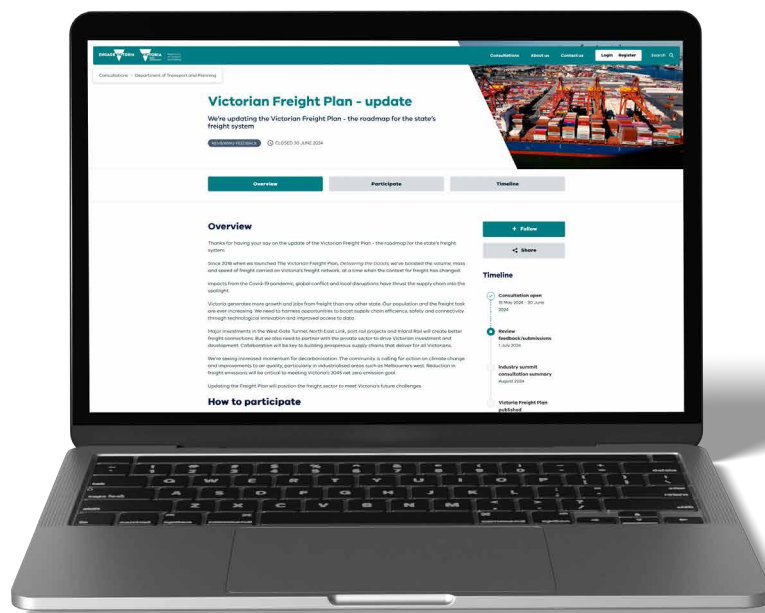 ENGAGE VICTORIA VICTORIA
Consultations About us Contact us Login Register Search
Consultations > Department of Transport and Planning
Victorian Freight Plan - update
We're updating the Victorian Freight Plan - the roadmap for the state's
freight system
REVIEWING FEEDBACK CLOSED 30 JUNE 2024
Overview Participate Timeline
Overview
Thanks for having your say on the update of the Victorian Freight Plan - the roadmap for the state's freight
system.
Since 2018 when we launched The Victorian Freight Plan, Delivering the Goods, we've boosted the volume, mass
and speed of freight carried on Victoria's freight network, at a time when the context for freight has changed.
Impacts from the Covid-19 pandemic, global conflict and local disruptions have thrust the supply chain into the
spotlight.
Victoria generates more growth and jobs from freight than any other state. Our population and the freight task
are ever increasing. We need to harness opportunities to boost supply chain efficiency, safety and connectivity
through technological innovation and improved access to data.
Major investments in the West Gate Tunnel, North East Link, port rail projects and Inland Rail will create better
freight connections. But we also need to partner with the private sector to drive Victorian investment and
development. Collaboration will be key to building prosperous supply chains that deliver for all Victorians.
We're seeing increased momentum for decarbonisation. The community is calling for action on climate change
and improvements to air quality, particularly in industrialised areas such as Melbourne's west. Reduction in
freight emissions will be critical to meeting Victoria's 2045 net zero emission goal.
Updating the Freight Plan will position the freight sector to meet Victoria's future challenges.
How to participate
+ Follow
Share
Timeline
Consultation open
15 May 2024 - 30 June
2024
Review
feedback/submissions
1 July 2024
Industry summit
consultation summary
August 2024
Victoria Freight Plan
published
Q W E R T Y U I O P
caps lock A S D F G H J K L
Z X C V B N M